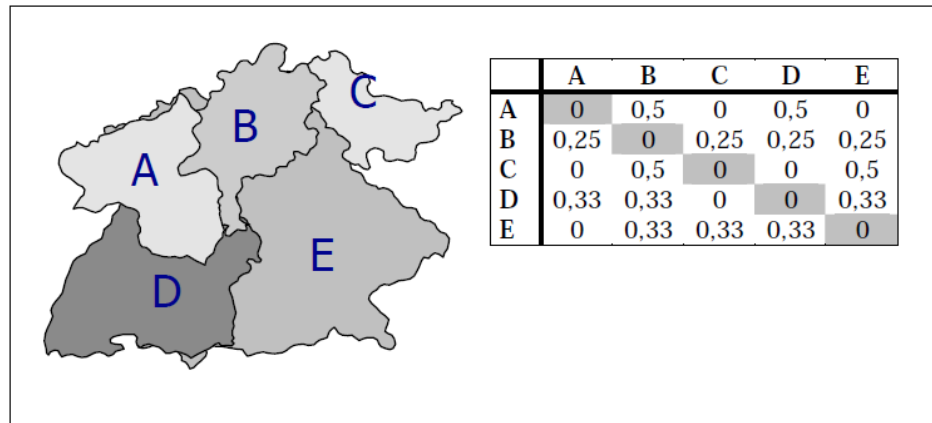 A
B
C
D
E
A B C D E
A 0 0,5 0 0,5 0
B 0,25 0 0,25 0,25 0,25
C 0 0,5 0 0 0,5
D 0,33 0,33 0 0 0,33
E 0 0,33 0,33 0,33 0